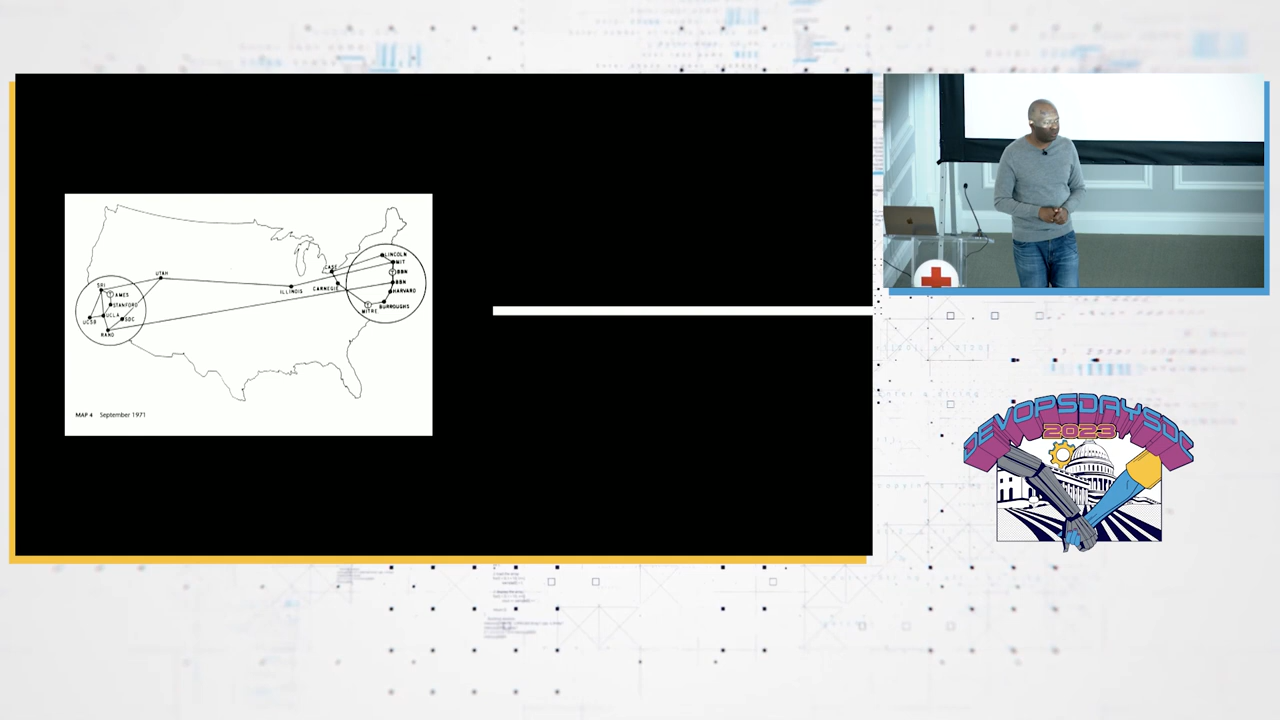 LINCOLN
MIT
CASE
BBN
UTAH
BBN
SRI
ILLINOIS
CARNEGIE
HARVARD
AMES
STANFORD
BURROUGHS
MITRE
UCLA
UCSB
SDC
RAND
MAP 4 September 1971
DEVOPSDAYSDC
2023